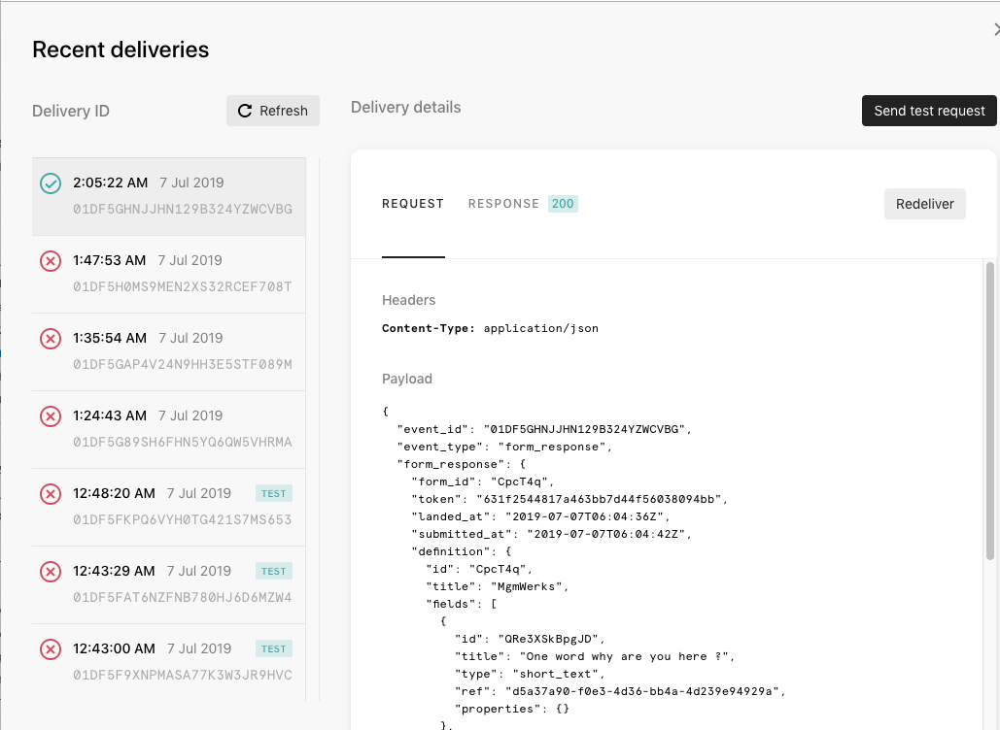 Recent deliveries
Delivery ID
Refresh
Delivery details
Send test request
2:05:22 AM 7 Jul 2019
01DF5GHNJJHN129B324YZWCVBG
1:47:53 AM 7 Jul 2019
01DF5H0MS9MEN2XS32RCEF708T
1:35:54 AM 7 Jul 2019
01DF5GAP4V24N9HH3E5STF089M
1:24:43 AM 7 Jul 2019
01DF5G89SH6FHN5YQ6QW5VHRMA
12:48:20 AM 7 Jul 2019 TEST
01DF5FKPQ6VYH0TG421S7MS653
12:43:29 AM 7 Jul 2019 TEST
01DF5FAT6NZFNB780HJ6D6MZW4
12:43:00 AM 7 Jul 2019 TEST
01DF5F9XNPMASA77K3W3JR9HVC
REQUEST RESPONSE 200
Redeliver
Headers
Content-Type: application/json
Payload
{
"event_id": "01DF5GHNJJHN129B324YZWCVBG",
"event_type": "form_response",
"form_response": {
"form_id": "CpcT4q",
"token": "631f2544817a463bb7d44f56038094bb",
"landed_at": "2019-07-07T06:04:36Z",
"submitted_at": "2019-07-07T06:04:42Z",
"definition": {
"id": "CpcT4q",
"title": "MgmWerks",
"fields": [
{
"id": "QRe3XSkBpgJD",
"title": "One word why are you here ?",
"type": "short_text",
"ref": "d5a37a90-f0e3-4d36-bb4a-4d239e94929a",
"properties": {}
},